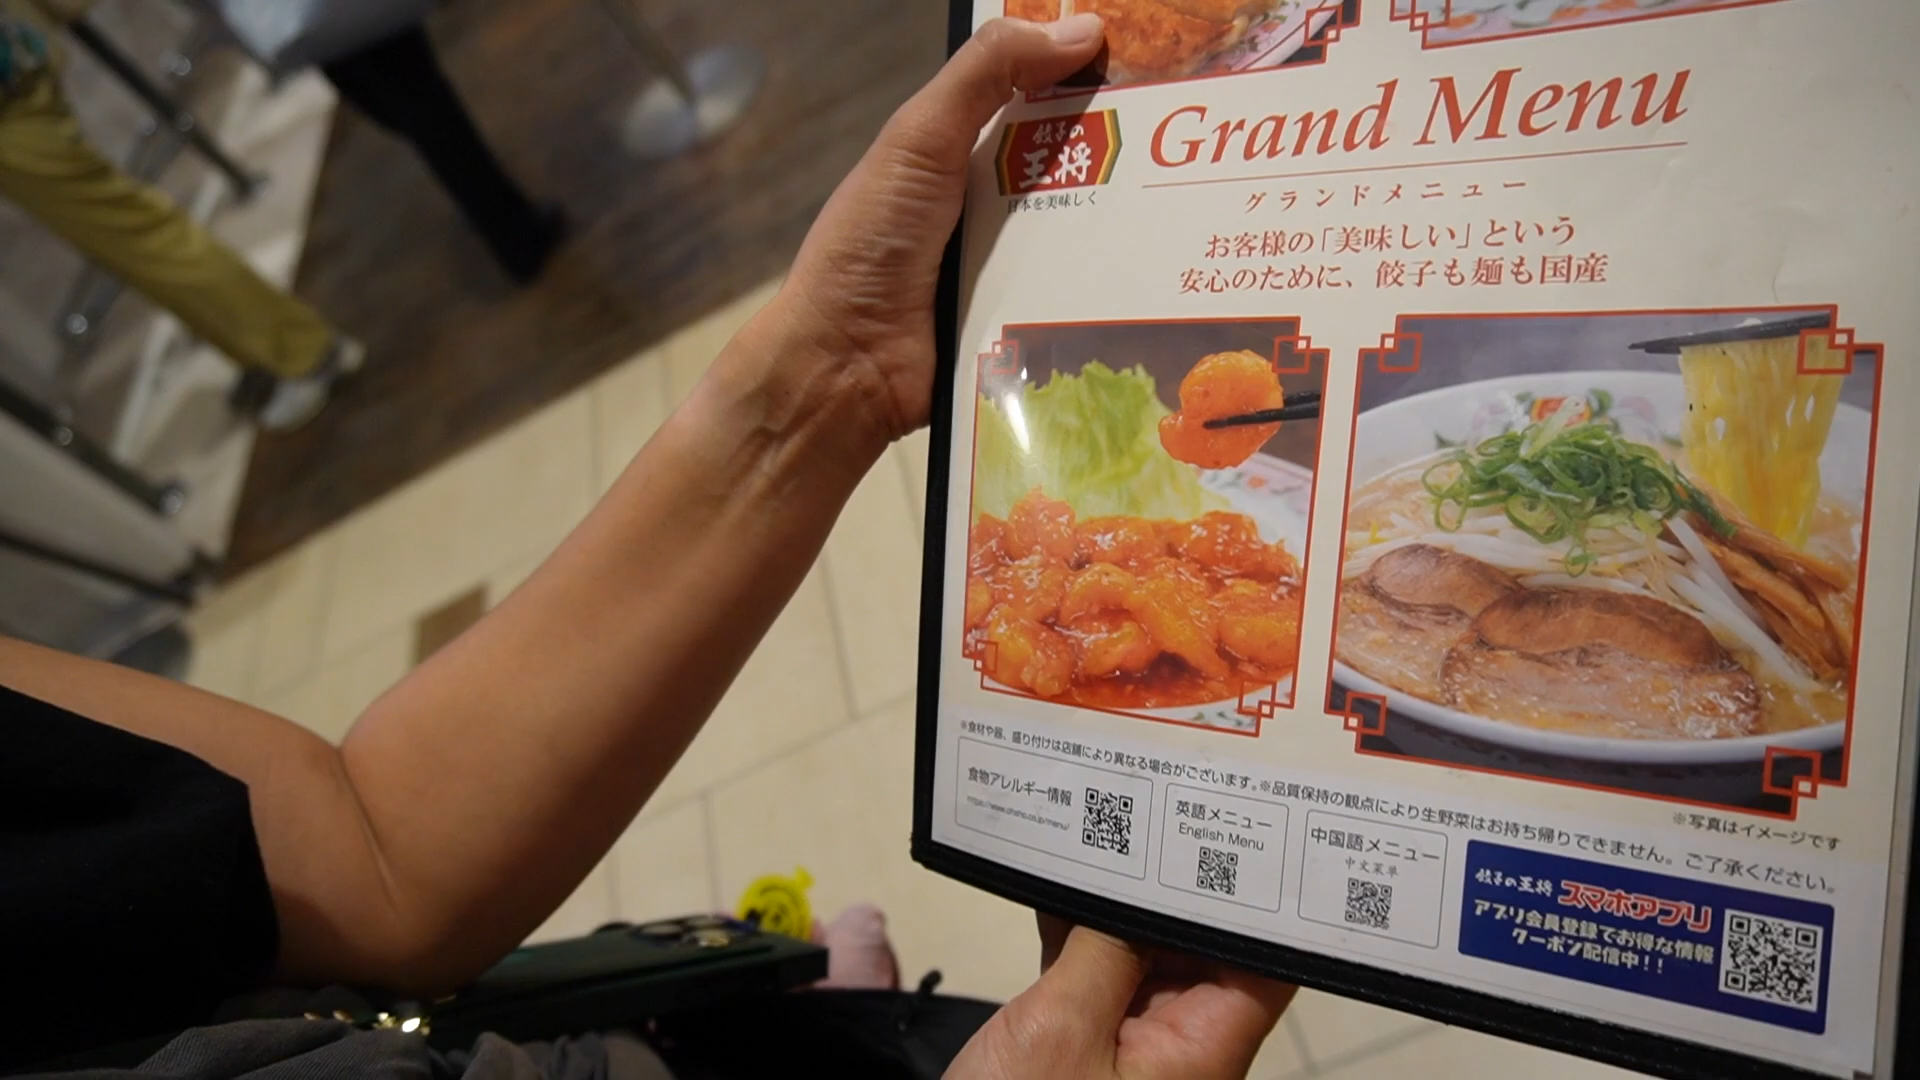 Grand Menu
餃子の
王将
日本を美味しく
グランドメニュー
お客様の「美味しい」という
安心のために、餃子も麺も国産
※食材や器、盛り付けは店舗により異なる場合がございます。※品質保持の観点により生野菜はお持ち帰りできません。ご了承ください。
※写真はイメージです
食物アレルギー情報
https://www.ohsho.co.jp/menu/
英語メニュー
English Menu
中国語メニュー
中文菜单
餃子の王将 スマホアプリ
アプリ会員登録でお得な情報
クーポン配信中!!